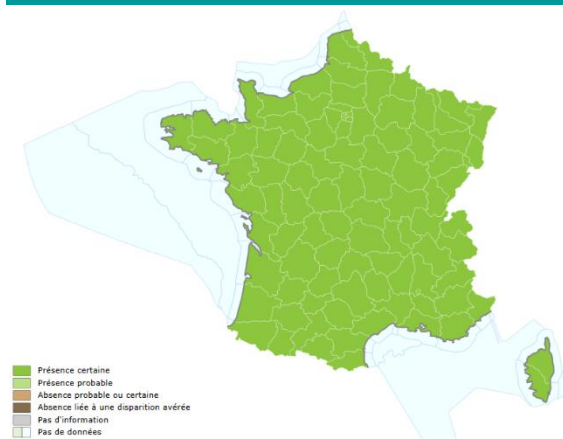 Présence certaine
Présence probable
Absence probable ou certaine
Absence liée à une disparition avérée
Pas d'information
Pas de données